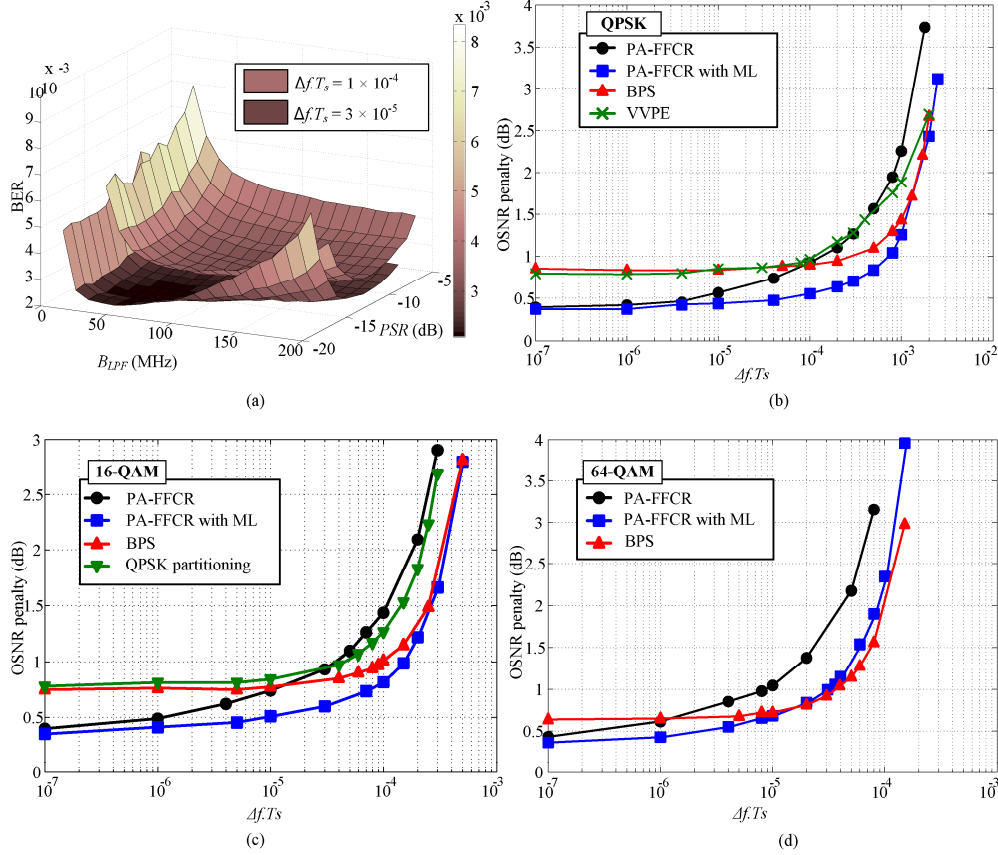 x 10^-3
8
7
6
5
4
3
x 10^-3
10
10
9
8
7
6
5
4
3
2
BER
Δf.Ts = 1 × 10^-4
Δf.Ts = 3 × 10^-5
0
50
100
150
200
B_LPF (MHz)
-20
-15
-10
-5
PSR (dB)
(a)
QPSK
PA-FFCR
PA-FFCR with ML
BPS
VVPE
4
3.5
3
2.5
2
1.5
1
0.5
0
OSNR penalty (dB)
10^-7 10^-6 10^-5 10^-4 10^-3 10^-2
Δf.Ts
(b)
16-QAM
PA-FFCR
PA-FFCR with ML
BPS
QPSK partitioning
3
2.5
2
1.5
1
0.5
0
OSNR penalty (dB)
10^-7 10^-6 10^-5 10^-4 10^-3
Δf.Ts
(c)
64-QAM
PA-FFCR
PA-FFCR with ML
BPS
4
3.5
3
2.5
2
1.5
1
0.5
0
OSNR penalty (dB)
10^-7 10^-6 10^-5 10^-4 10^-3
Δf.Ts
(d)